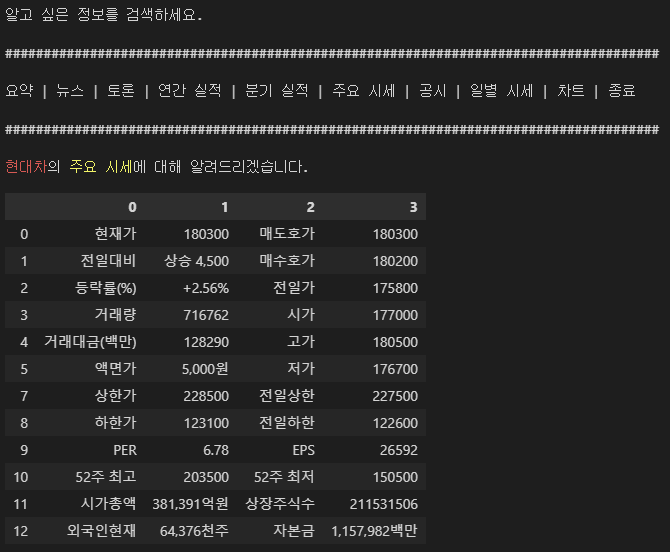 알고 싶은 정보를 검색하세요.
#####################################################################################
요약 | 뉴스 | 토론 | 연간 실적 | 분기 실적 | 주요 시세 | 공시 | 일별 시세 | 차트 | 종료
#####################################################################################
현대차의 주요 시세에 대해 알려드리겠습니다.
0 1 2 3
0 현재가 180300 매도호가 180300
1 전일대비 상승 4,500 매수호가 180200
2 등락률(%) +2.56% 전일가 175800
3 거래량 716762 시가 177000
4 거래대금(백만) 128290 고가 180500
5 액면가 5,000원 저가 176700
7 상한가 228500 전일상한 227500
8 하한가 123100 전일하한 122600
9 PER 6.78 EPS 26592
10 52주 최고 203500 52주 최저 150500
11 시가총액 381,391억원 상장주식수 211531506
12 외국인현재 64,376천주 자본금 1,157,982백만